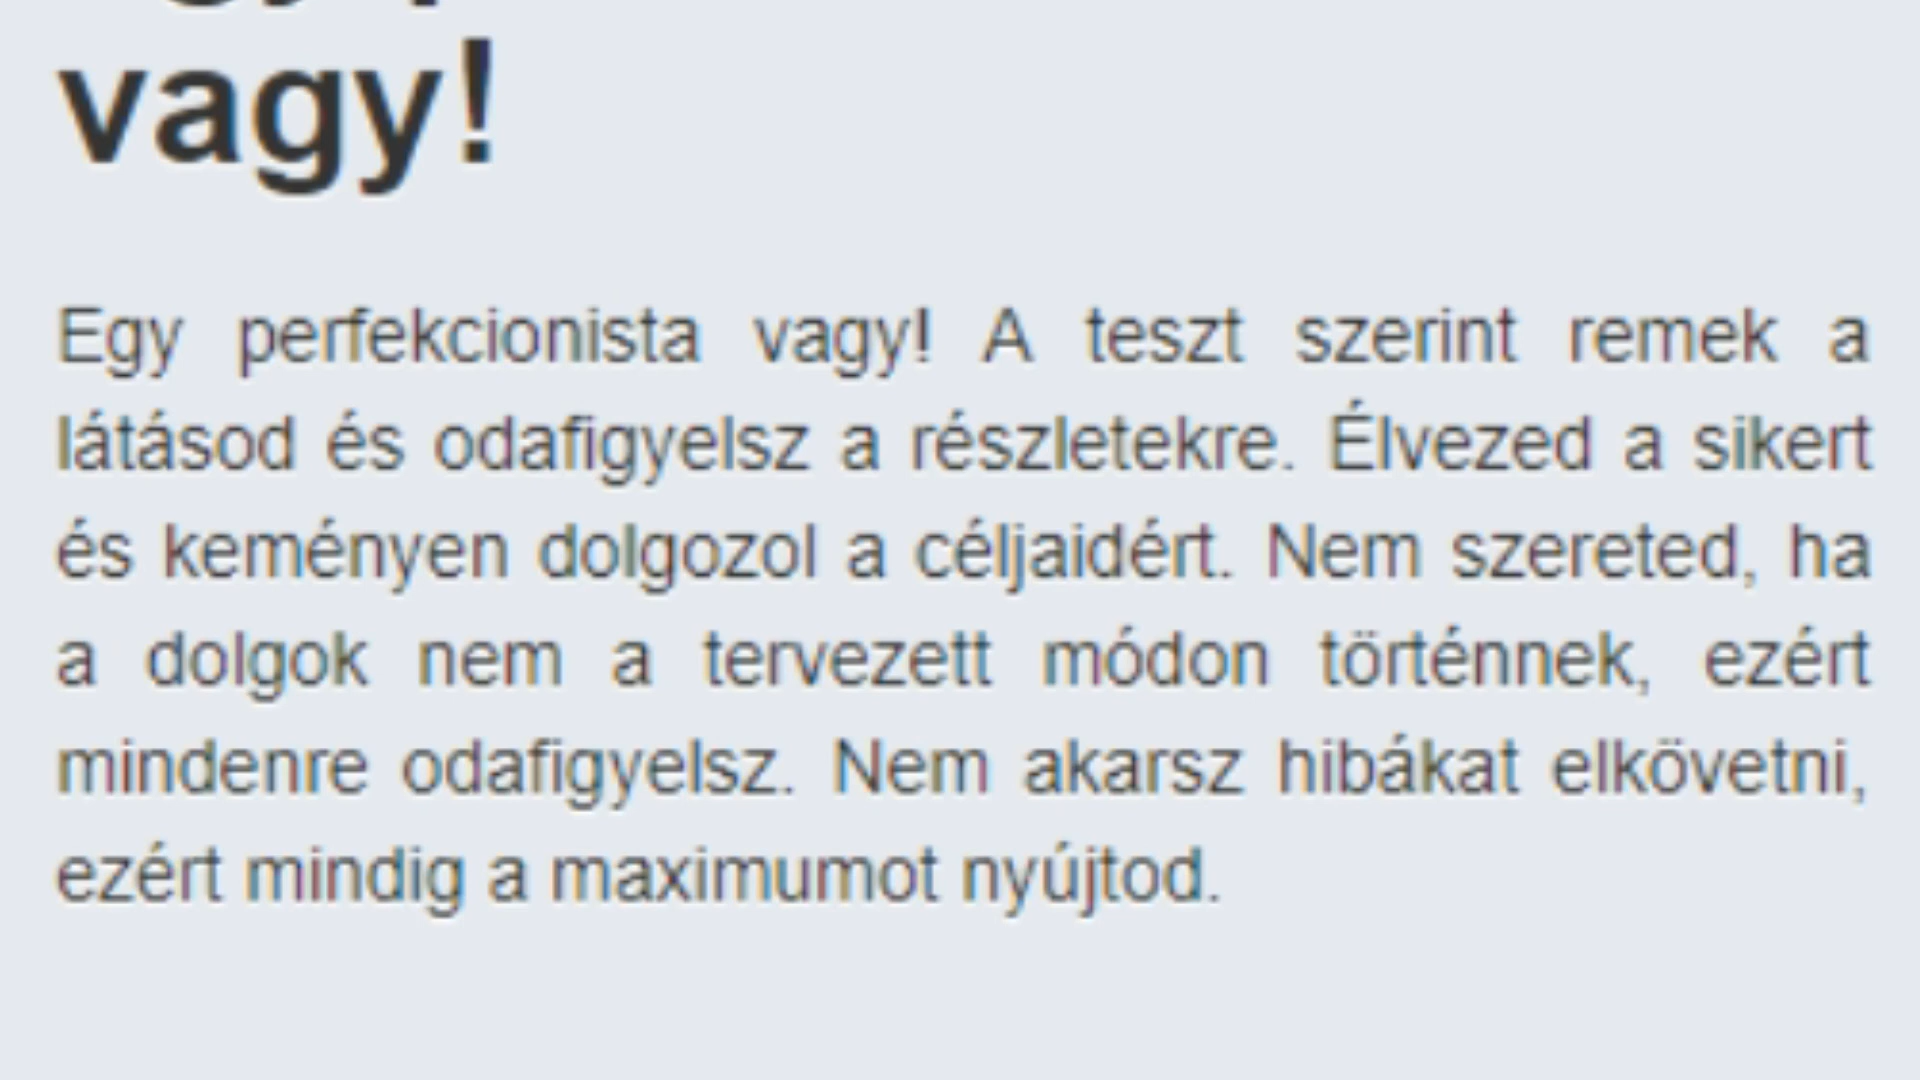 vagy!
Egy perfekcionista vagy! A teszt szerint remek a
látásod és odafigyelsz a részletekre. Élvezed a sikert
és keményen dolgozol a céljaidért. Nem szereted, ha
a dolgok nem a tervezett módon történnek, ezért
mindenre odafigyelsz. Nem akarsz hibákat elkövetni,
ezért mindig a maximumot nyújtod.